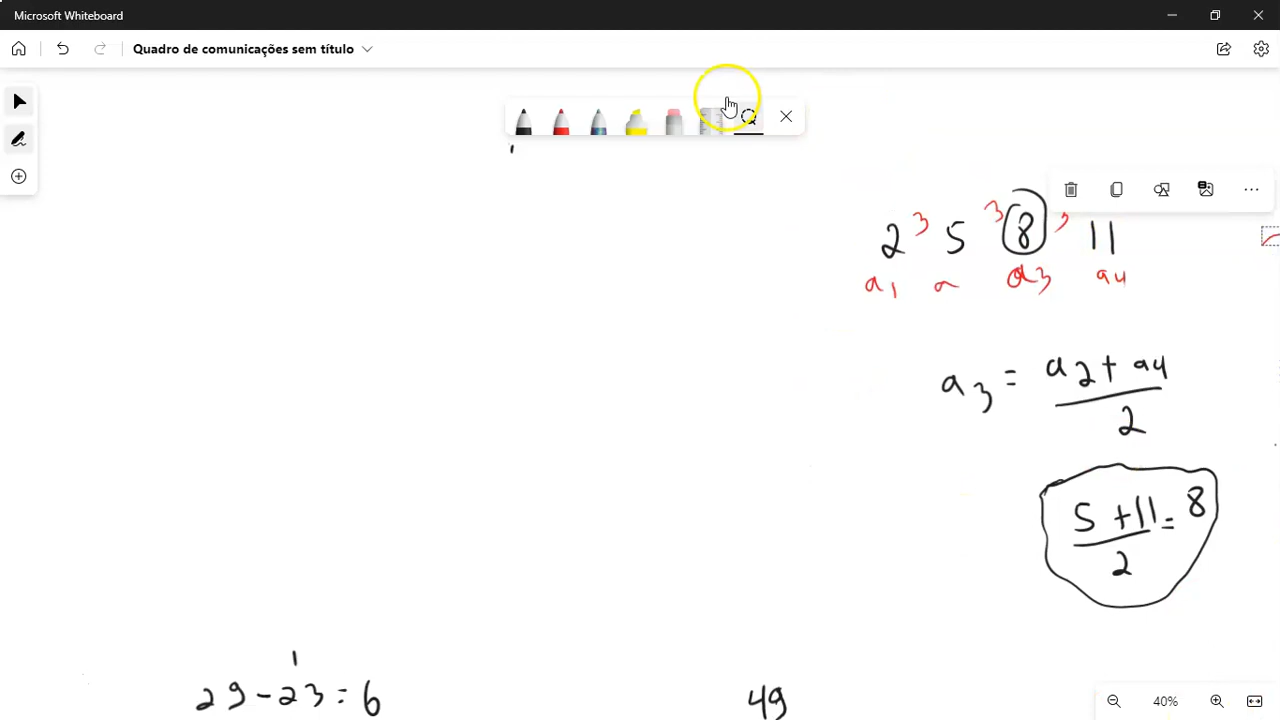 Microsoft Whiteboard
Quadro de comunicações sem título
3 3 3
2 5 8 11
a1 a a3 a4
a3 = a2 + a4
2
5 + 11 = 8
2
1
29 - 23 = 6
49
40%